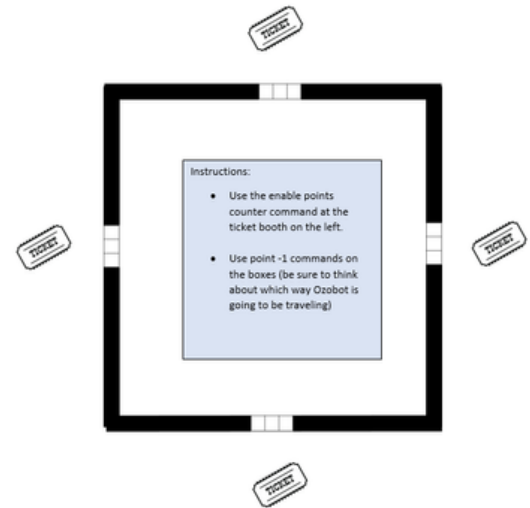 TICKET
Instructions:
• Use the enable points
counter command at the
ticket booth on the left.
• Use point -1 commands on
the boxes (be sure to think
about which way Ozobot is
going to be traveling)
TICKET
TICKET
TICKET